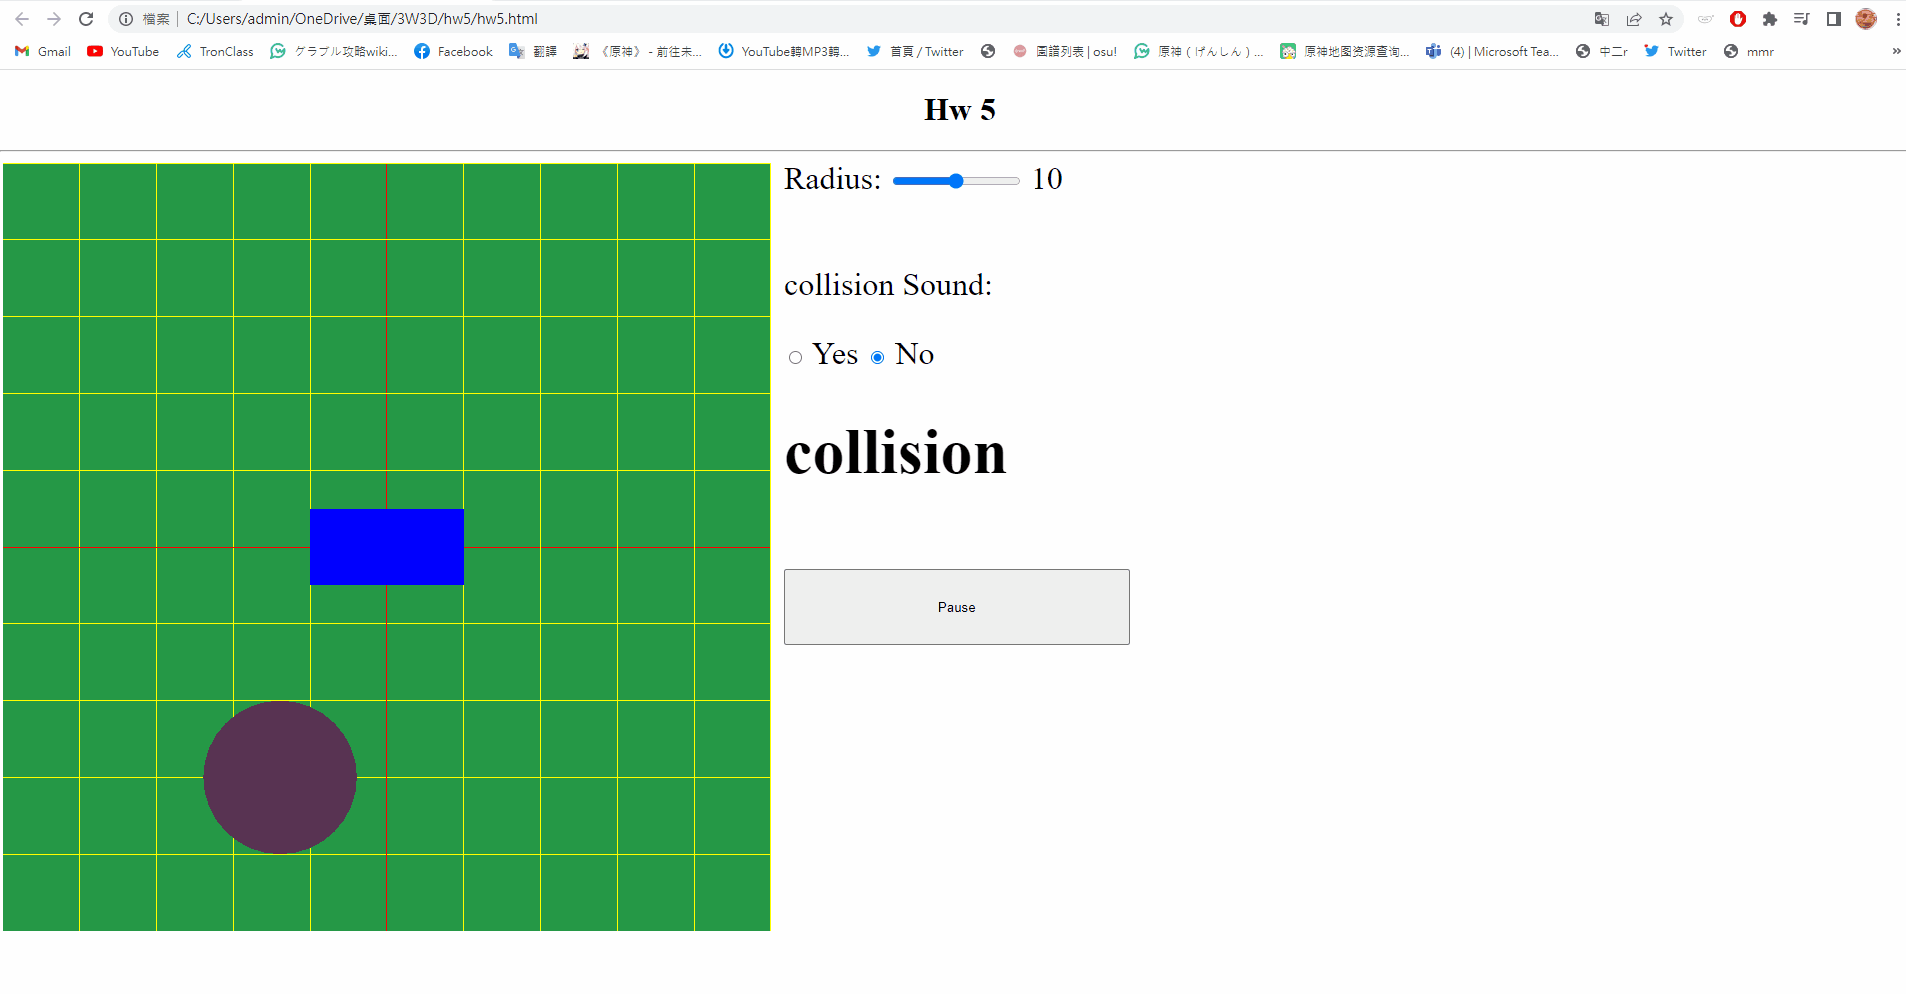 檔案 | C:/Users/admin/OneDrive/桌面/3W3D/hw5/hw5.html
Gmail YouTube TronClass グラブル攻略wiki... Facebook 翻譯 《原神》 - 前往未... YouTube轉MP3轉... 首頁 / Twitter 圖譜列表 | osu! 原神（げんしん）... 原神地图资源查询... (4) | Microsoft Tea... 中二r Twitter mmr »
Hw 5
Radius: 10
collision Sound:
Yes No
collision
Pause